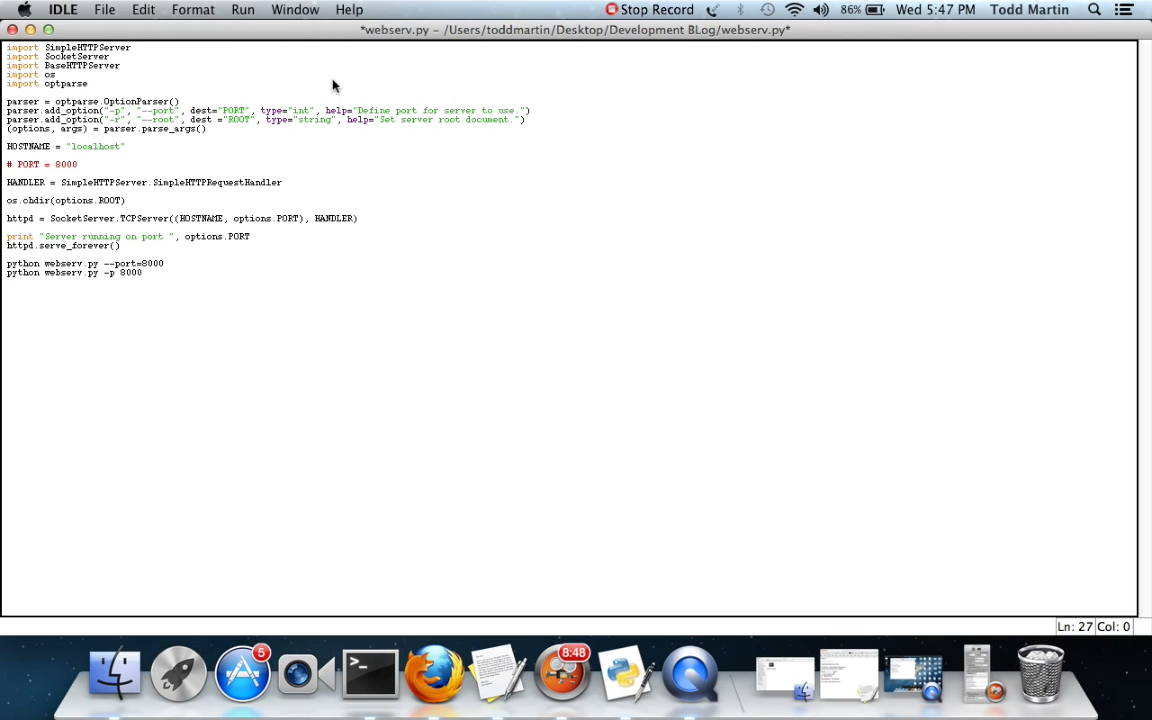 IDLE File Edit Format Run Window Help Stop Record 86% Wed 5:47 PM Todd Martin
*webserv.py – /Users/toddmartin/Desktop/Development BLog/webserv.py*
import SimpleHTTPServer
import SocketServer
import BaseHTTPServer
import os
import optparse
parser = optparse.OptionParser()
parser.add_option("-p", "--port", dest="PORT", type="int", help="Define port for server to use.")
parser.add_option("-r", "--root", dest ="ROOT", type="string", help="Set server root document.")
(options, args) = parser.parse_args()
HOSTNAME = "localhost"
# PORT = 8000
HANDLER = SimpleHTTPServer.SimpleHTTPRequestHandler
os.chdir(options.ROOT)
httpd = SocketServer.TCPServer((HOSTNAME, options.PORT), HANDLER)
print "Server running on port ", options.PORT
httpd.serve_forever()
python webserv.py --port=8000
python webserv.py -p 8000
Ln: 27 Col: 0
5
8:48
>_